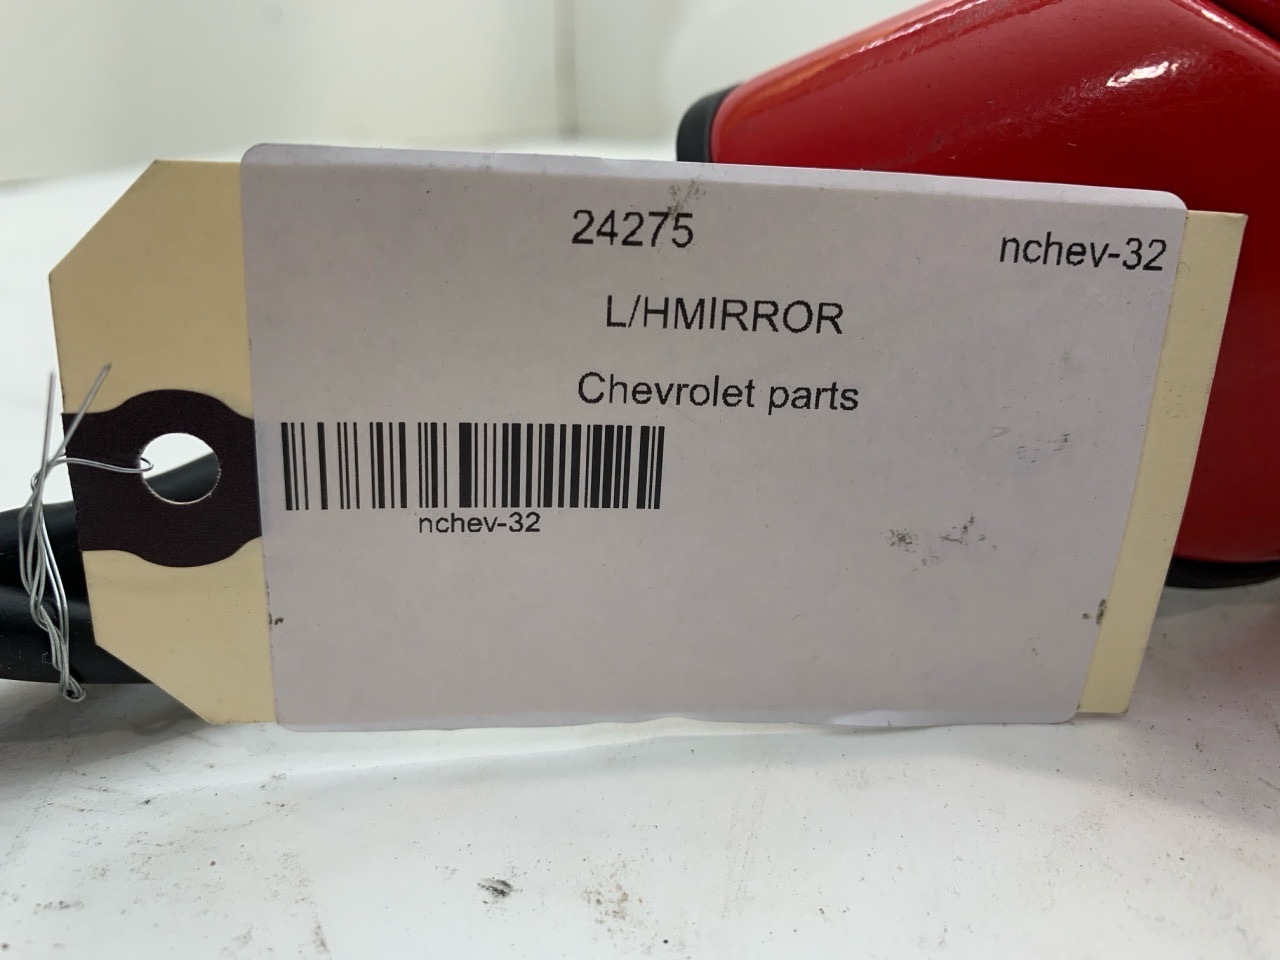 24275
nchev-32
L/HMIRROR
Chevrolet parts
nchev-32